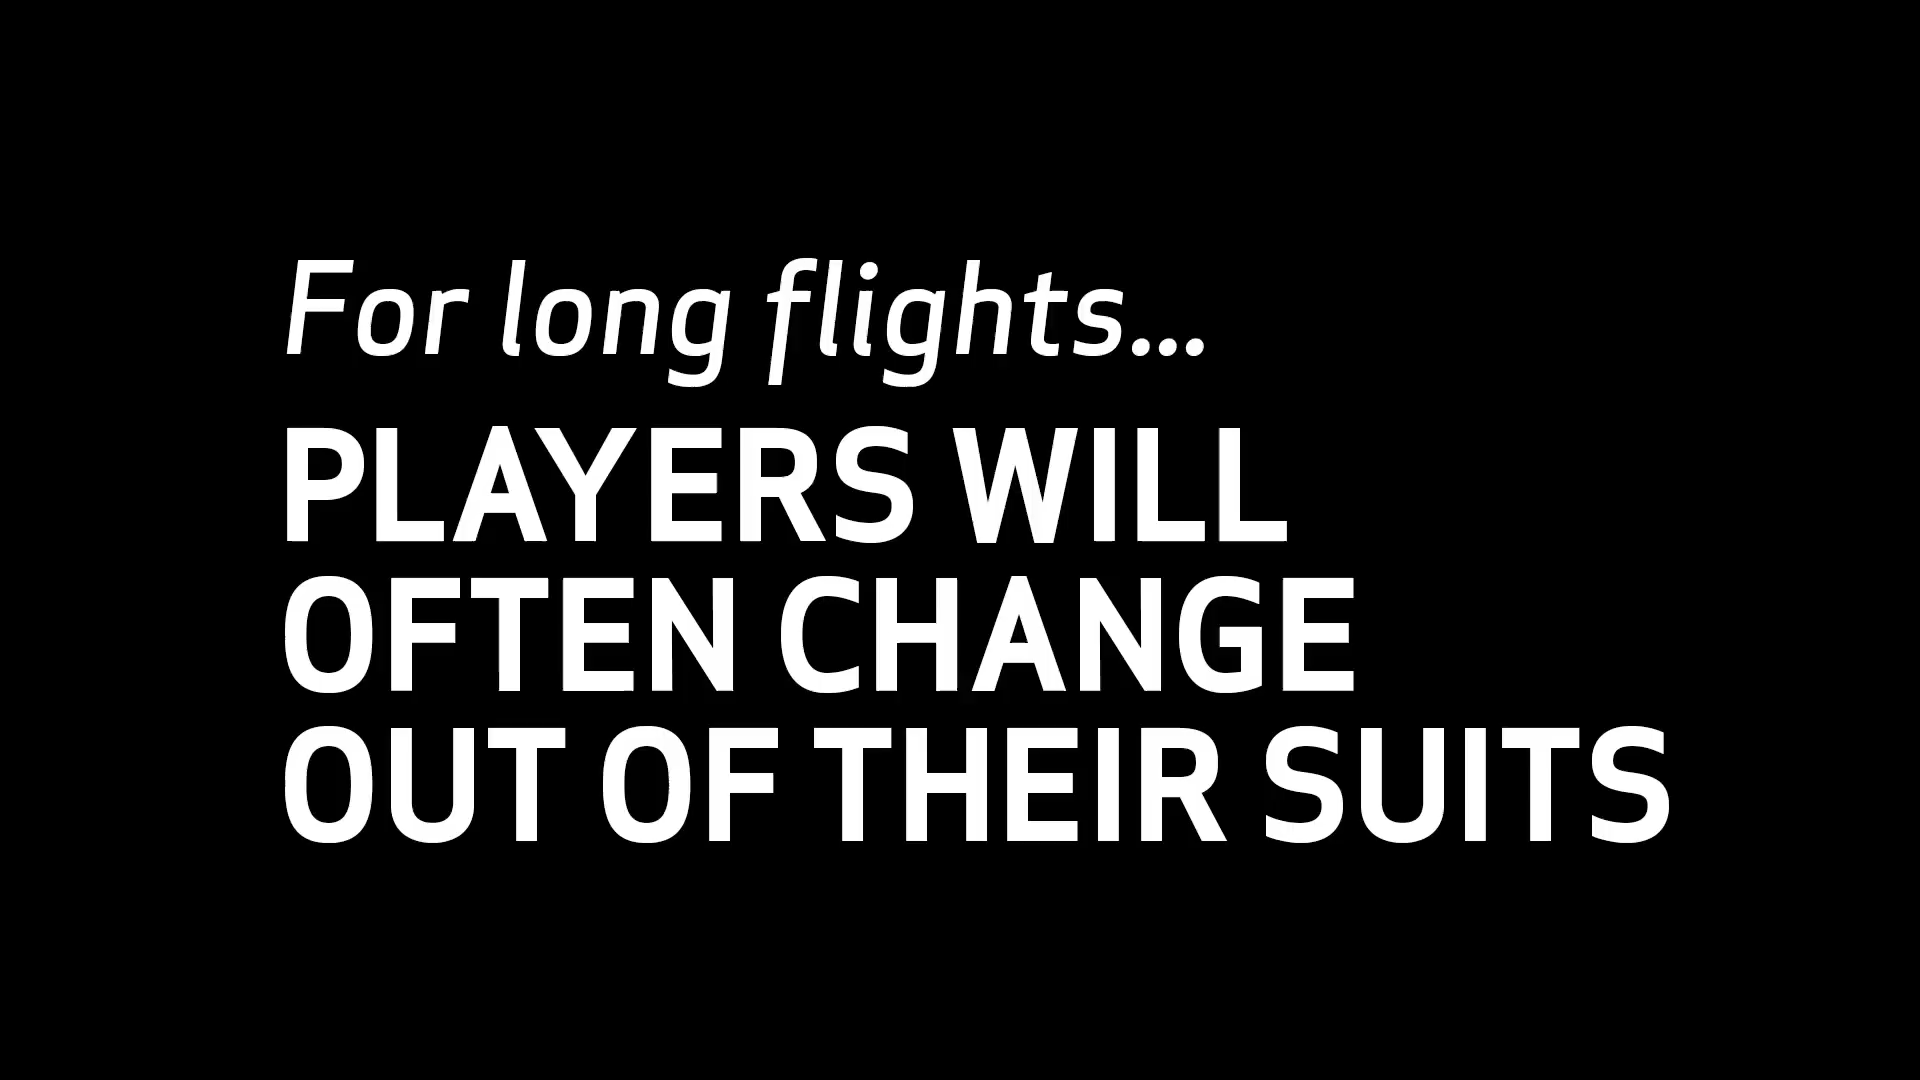 For long flights...
PLAYERS WILL
OFTEN CHANGE
OUT OF THEIR SUITS